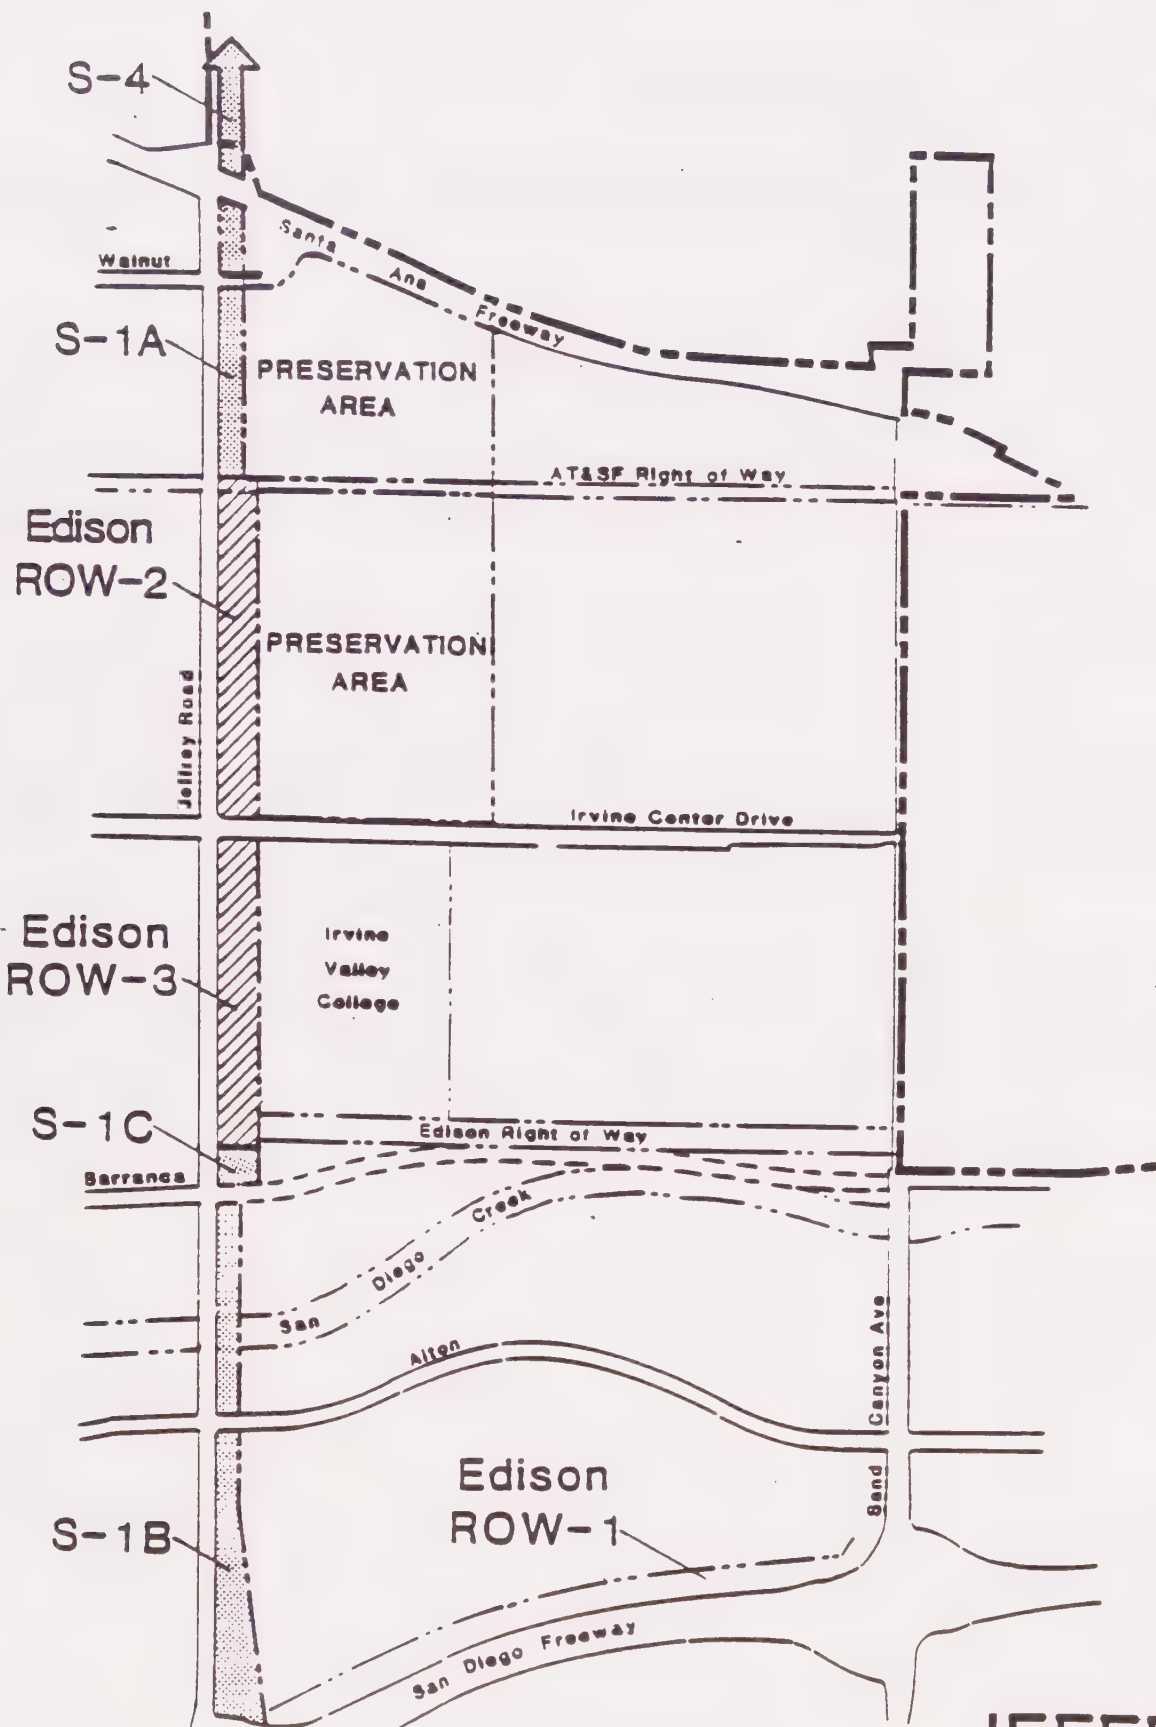 S-4
Santa
Ana
Freeway
Walnut
S-1A
PRESERVATION
AREA
AT&SF Right of Way
Edison
ROW-2
PRESERVATION
AREA
Jeffrey Road
Irvine Center Drive
Edison
ROW-3
Irvine
Valley
College
S-1C
Edison Right of Way
Barranca
San Diego Creek
Alton
Sand Canyon Ave
Edison
ROW-1
S-1B
San Diego Freeway